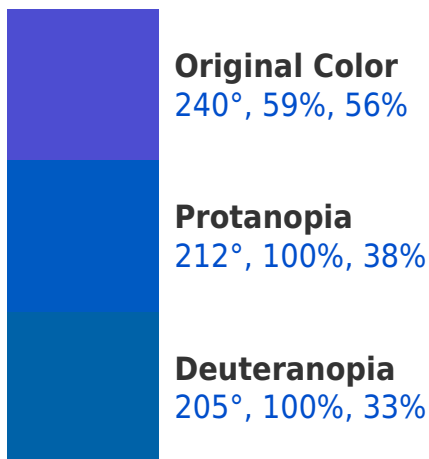 Original Color
240°, 59%, 56%
Protanopia
212°, 100%, 38%
Deuteranopia
205°, 100%, 33%